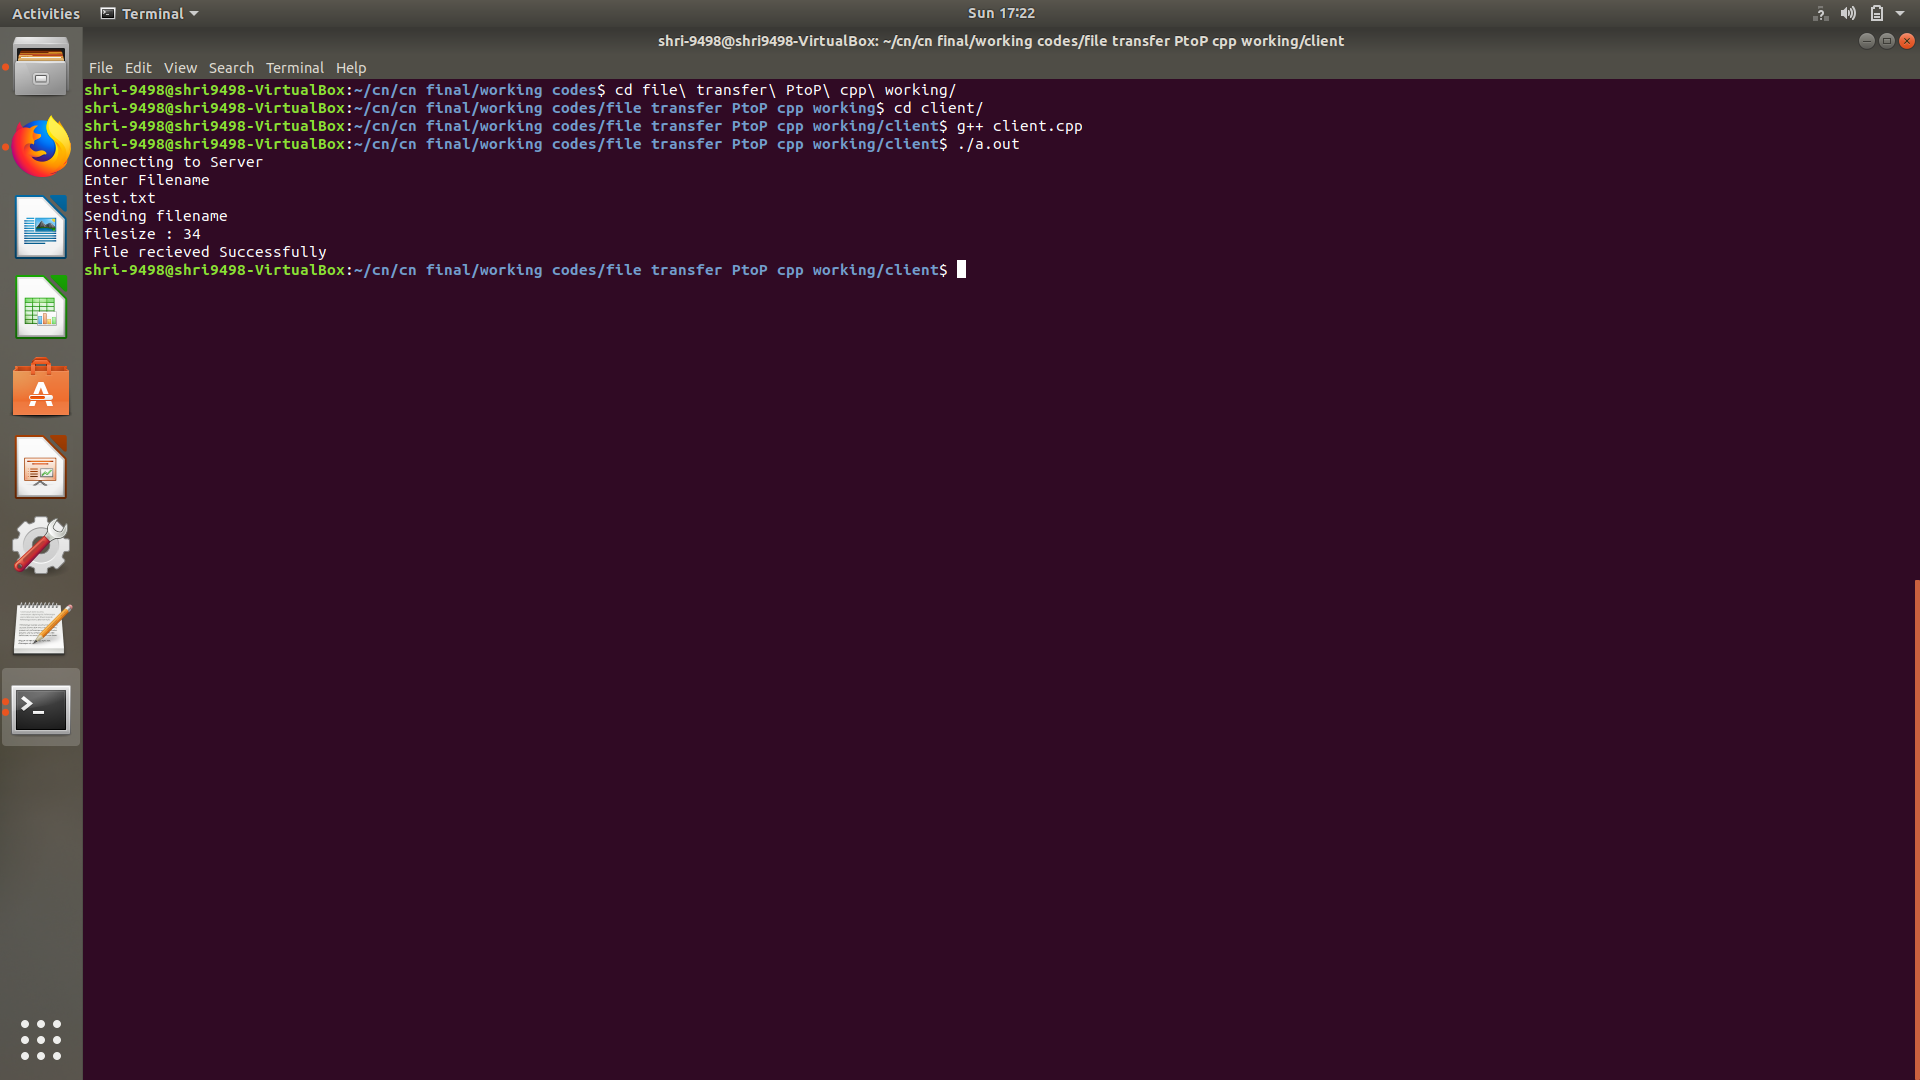 Activities Terminal Sun 17:22
shri-9498@shri9498-VirtualBox: ~/cn/cn final/working codes/file transfer PtoP cpp working/client
File Edit View Search Terminal Help
shri-9498@shri9498-VirtualBox:~/cn/cn final/working codes$ cd file\ transfer\ PtoP\ cpp\ working/
shri-9498@shri9498-VirtualBox:~/cn/cn final/working codes/file transfer PtoP cpp working$ cd client/
shri-9498@shri9498-VirtualBox:~/cn/cn final/working codes/file transfer PtoP cpp working/client$ g++ client.cpp
shri-9498@shri9498-VirtualBox:~/cn/cn final/working codes/file transfer PtoP cpp working/client$ ./a.out
Connecting to Server
Enter Filename
test.txt
Sending filename
filesize : 34
 File recieved Successfully
shri-9498@shri9498-VirtualBox:~/cn/cn final/working codes/file transfer PtoP cpp working/client$